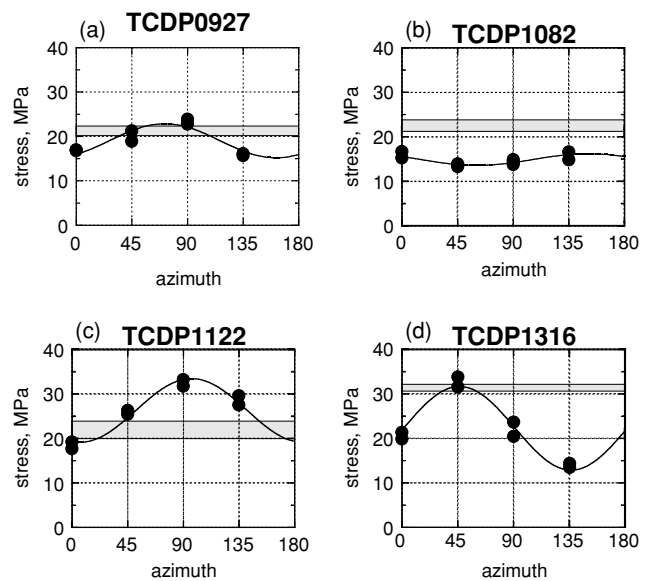 (a) TCDP0927
40
30
20
10
0
stress, MPa
0 45 90 135 180
azimuth
(b) TCDP1082
40
30
20
10
0
stress, MPa
0 45 90 135 180
azimuth
(c) TCDP1122
40
30
20
10
0
stress, MPa
0 45 90 135 180
azimuth
(d) TCDP1316
40
30
20
10
0
stress, MPa
0 45 90 135 180
azimuth